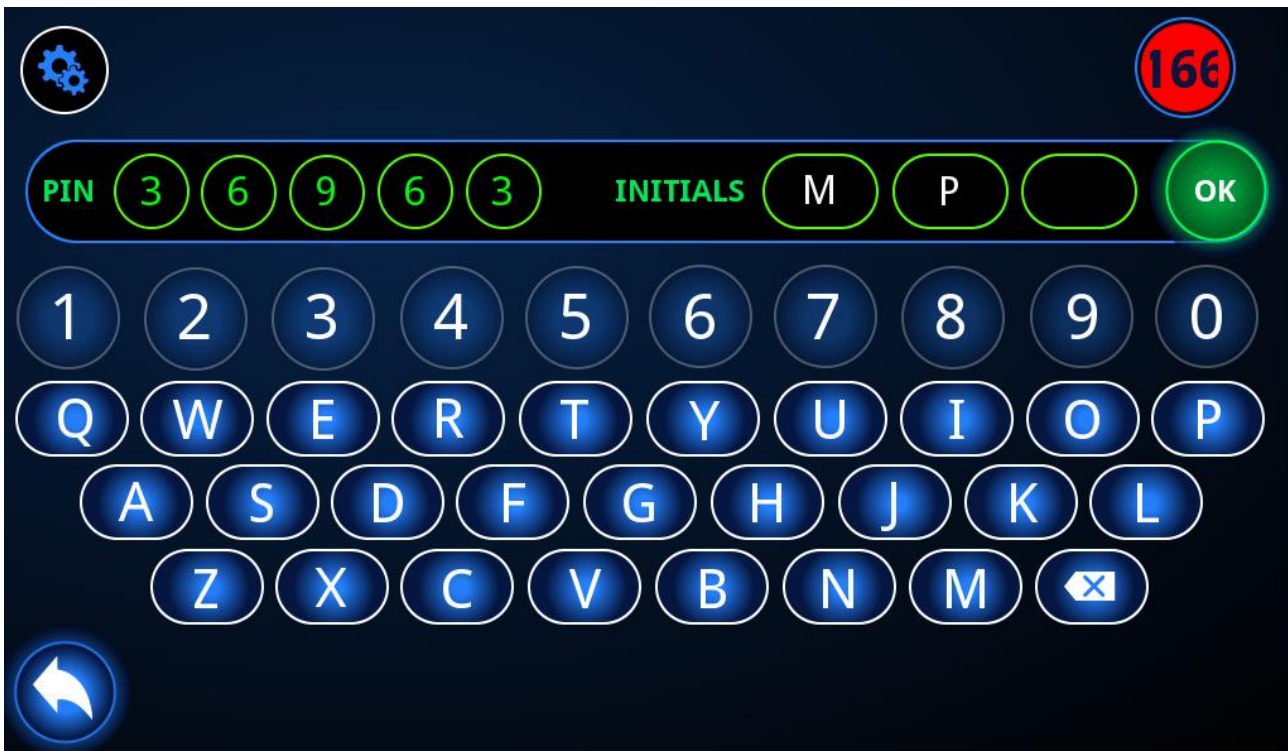 166
PIN 3 6 9 6 3 INITIALS M P OK
1 2 3 4 5 6 7 8 9 0
Q W E R T Y U I O P
A S D F G H J K L
Z X C V B N M